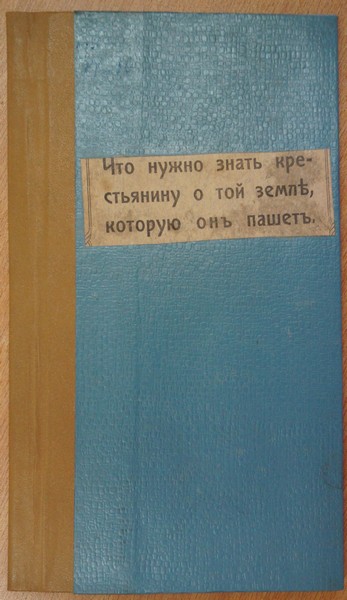 Что нужно знать кре-
стьянину о той землѣ,
которую онъ пашетъ.